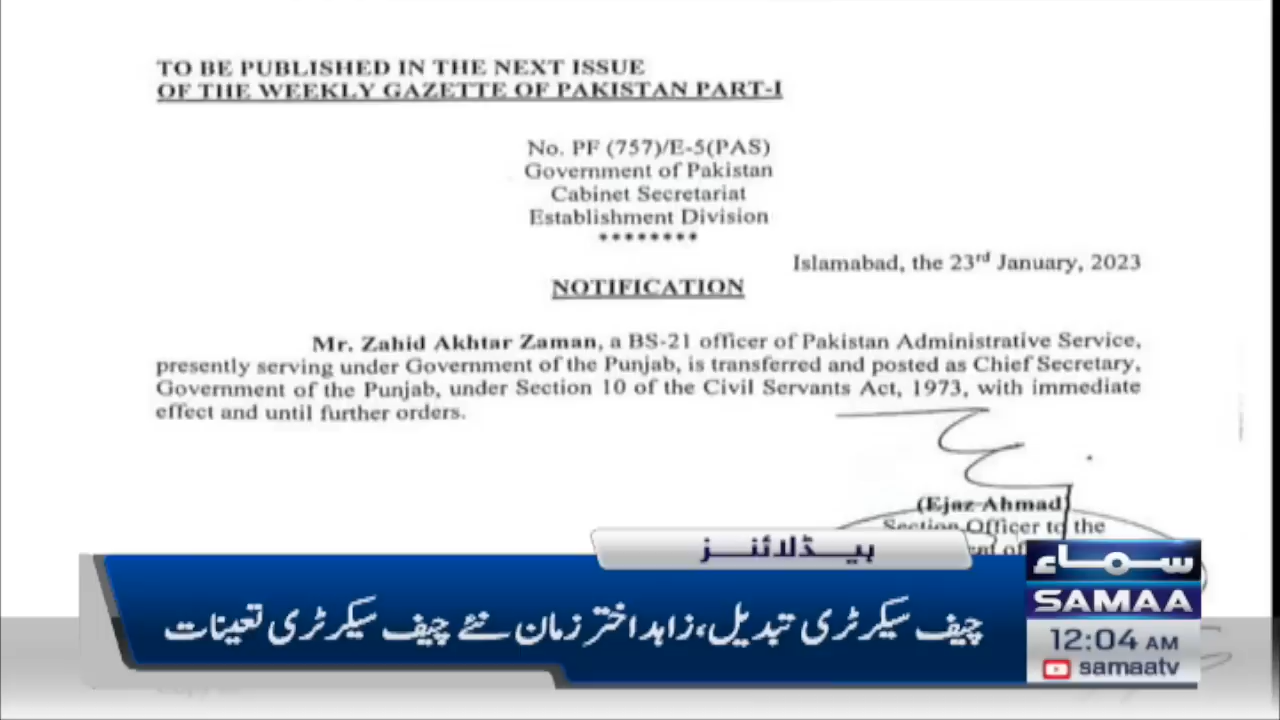 TO BE PUBLISHED IN THE NEXT ISSUE
OF THE WEEKLY GAZETTE OF PAKISTAN PART-I
No. PF (757)/E-5(PAS)
Government of Pakistan
Cabinet Secretariat
Establishment Division
********
Islamabad, the 23rd January, 2023
NOTIFICATION
Mr. Zahid Akhtar Zaman, a BS-21 officer of Pakistan Administrative Service,
presently serving under Government of the Punjab, is transferred and posted as Chief Secretary,
Government of the Punjab, under Section 10 of the Civil Servants Act, 1973, with immediate
effect and until further orders.
(Ejaz Ahmad)
Section Officer to the
ہیڈلائنز
چیف سیکرٹری تبدیل، زاہد اختر زمان نئے چیف سیکرٹری تعینات
سماء
SAMAA
12:04 AM
samaatv